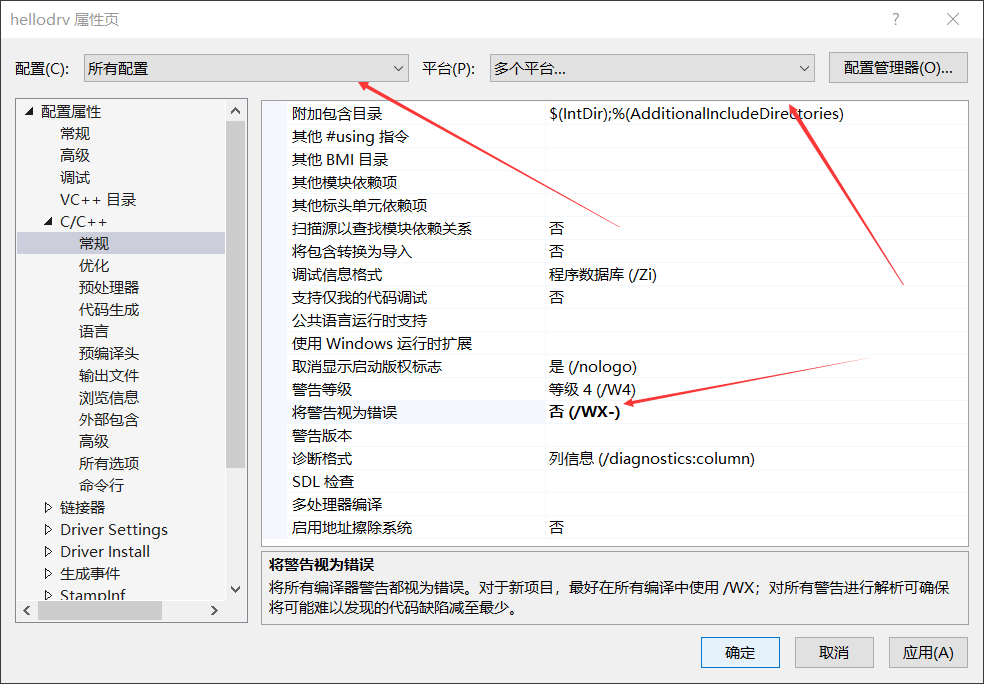 hellodrv 属性页
配置(C): 所有配置 平台(P): 多个平台... 配置管理器(O)...
配置属性
常规
高级
调试
VC++ 目录
C/C++
常规
优化
预处理器
代码生成
语言
预编译头
输出文件
浏览信息
外部包含
高级
所有选项
命令行
链接器
Driver Settings
Driver Install
生成事件
StampInf
附加包含目录 $(IntDir);%(AdditionalIncludeDirectories)
其他 #using 指令
其他 BMI 目录
其他模块依赖项
其他标头单元依赖项
扫描源以查找模块依赖关系 否
将包含转换为导入 否
调试信息格式 程序数据库 (/Zi)
支持仅我的代码调试 否
公共语言运行时支持
使用 Windows 运行时扩展
取消显示启动版权标志 是 (/nologo)
警告等级 等级 4 (/W4)
将警告视为错误 否 (/WX-)
警告版本
诊断格式 列信息 (/diagnostics:column)
SDL 检查
多处理器编译
启用地址擦除系统 否
将警告视为错误
将所有编译器警告都视为错误。对于新项目，最好在所有编译中使用 /WX；对所有警告进行解析可确保
将可能难以发现的代码缺陷减至最少。
确定 取消 应用(A)